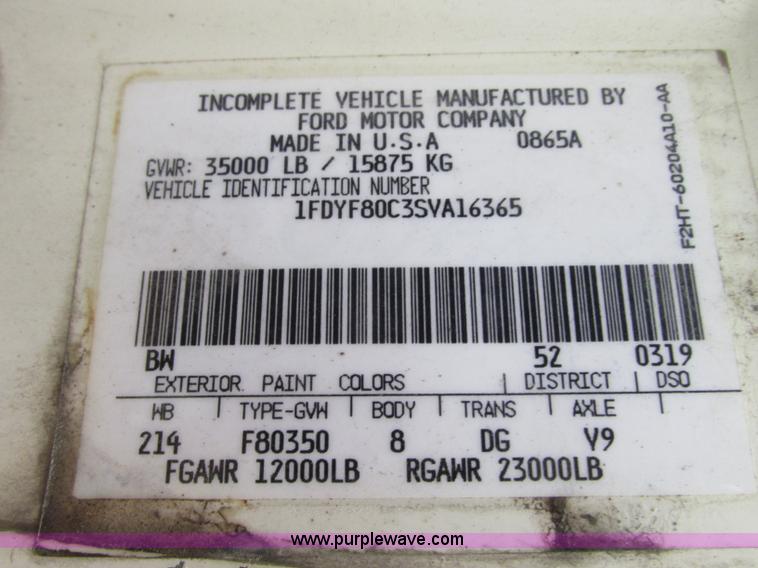 INCOMPLETE VEHICLE MANUFACTURED BY
FORD MOTOR COMPANY
MADE IN U.S.A 0865A
GVWR: 35000 LB / 15875 KG
VEHICLE IDENTIFICATION NUMBER
1FDYF80C3SVA16365
F2HT-60204A10-AA
BW 52 0319
EXTERIOR PAINT COLORS | DISTRICT | DSO
WB | TYPE-GVW | BODY | TRANS | AXLE |
214 F80350 8 DG Y9
FGAWR 12000LB RGAWR 23000LB
www.purplewave.com